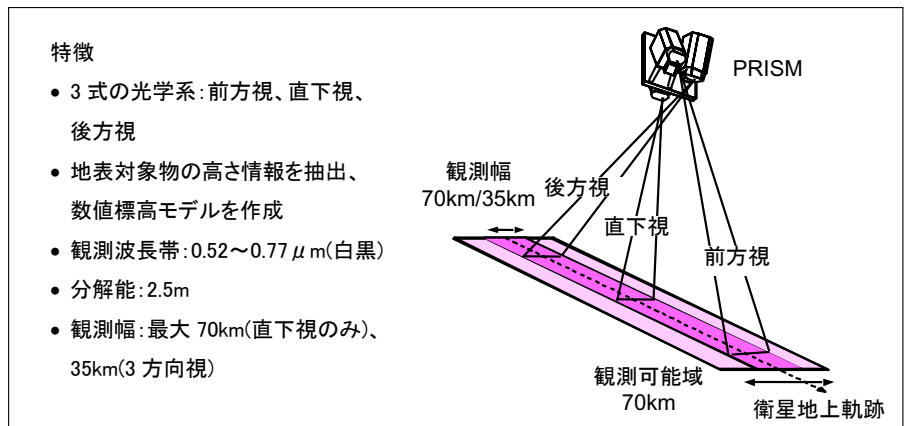 特徴
• 3 式の光学系:前方視、直下視、
後方視
• 地表対象物の高さ情報を抽出、
数値標高モデルを作成
• 観測波長帯:0.52～0.77μm(白黒)
• 分解能:2.5m
• 観測幅:最大 70km(直下視のみ)、
35km(3 方向視)
PRISM
観測幅
70km/35km
後方視
直下視
前方視
観測可能域
70km
衛星地上軌跡